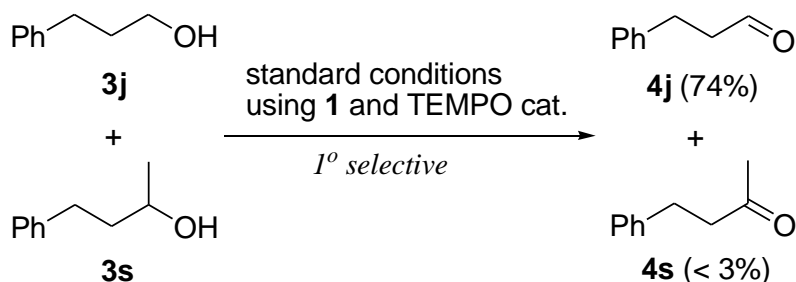 Ph OH
3j
+
Ph OH
3s
standard conditions
using 1 and TEMPO cat.
1º selective
Ph O
4j (74%)
+
Ph O
4s (< 3%)